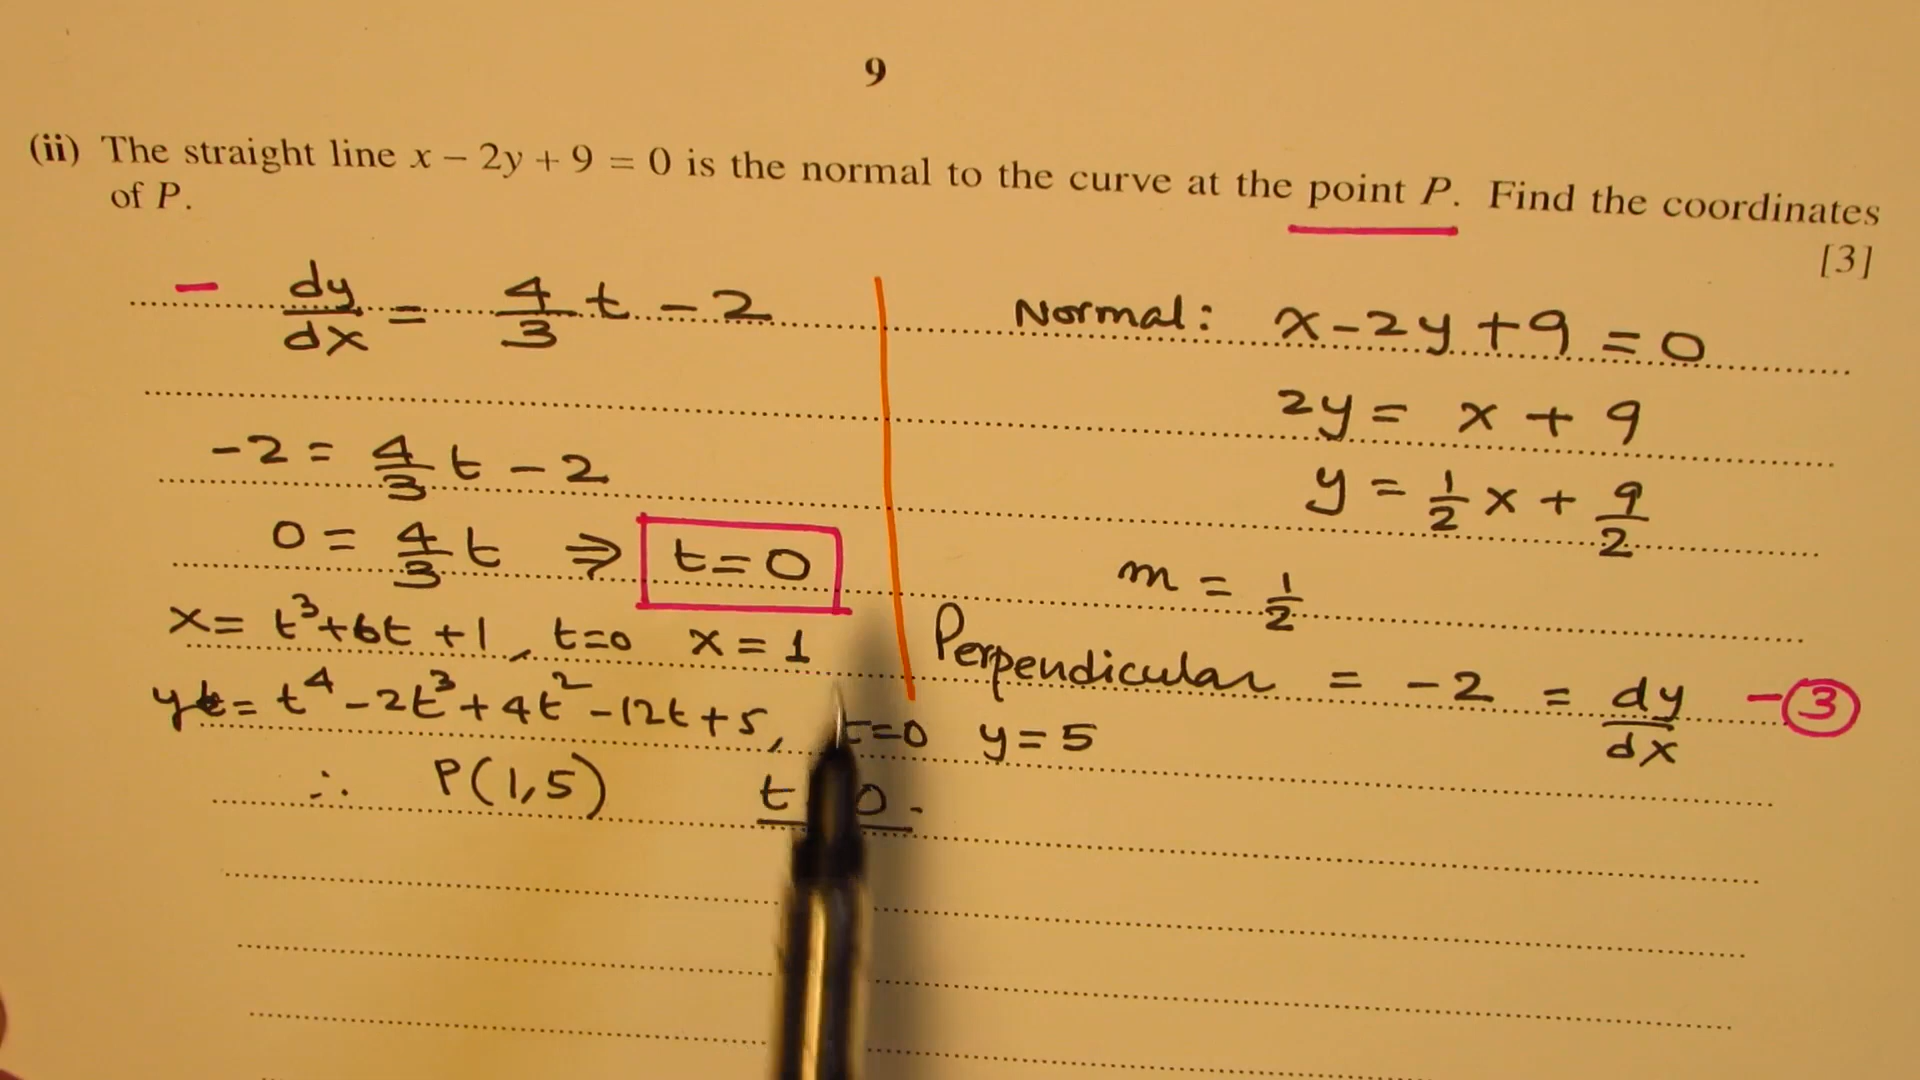 9
(ii) The straight line x − 2y + 9 = 0 is the normal to the curve at the point P. Find the coordinates
of P.
[3]
− dy/dx = 4/3 t − 2
−2 = 4/3 t − 2
0 = 4/3 t ⇒ t = 0
x = t³ + 6t + 1, t=0 x = 1
y = t⁴ − 2t³ + 4t² − 12t + 5, t=0 y = 5
∴ P(1,5)
Normal: x − 2y + 9 = 0
2y = x + 9
y = 1/2 x + 9/2
m = 1/2
Perpendicular = −2 = dy/dx − ③